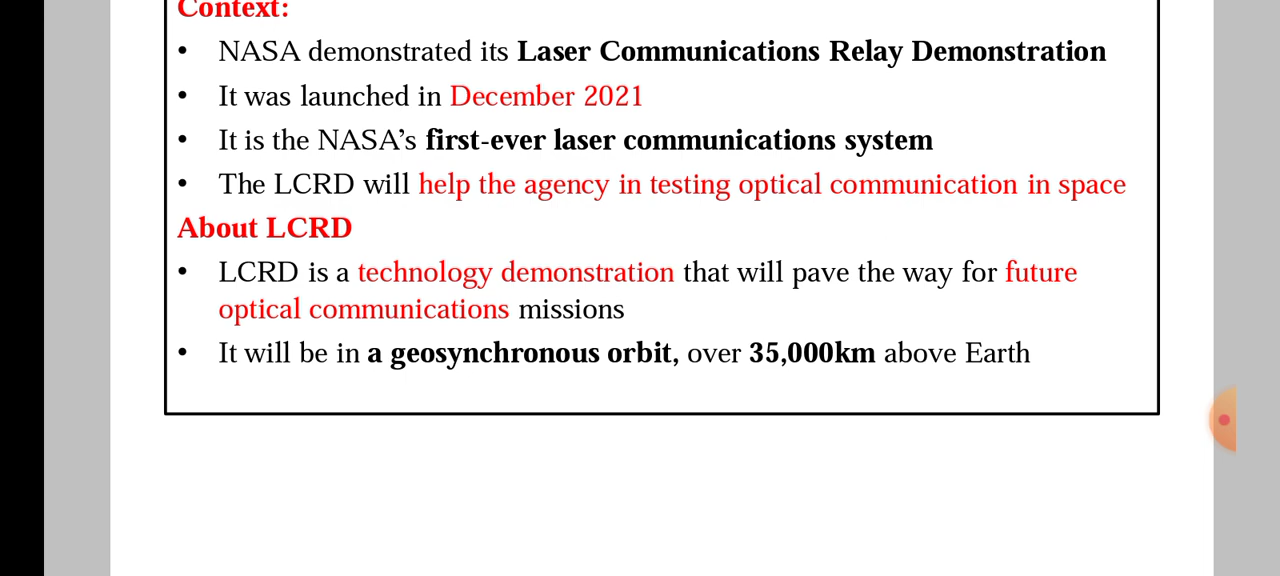 Context:
• NASA demonstrated its Laser Communications Relay Demonstration
• It was launched in December 2021
• It is the NASA’s first-ever laser communications system
• The LCRD will help the agency in testing optical communication in space
About LCRD
• LCRD is a technology demonstration that will pave the way for future
optical communications missions
• It will be in a geosynchronous orbit, over 35,000km above Earth